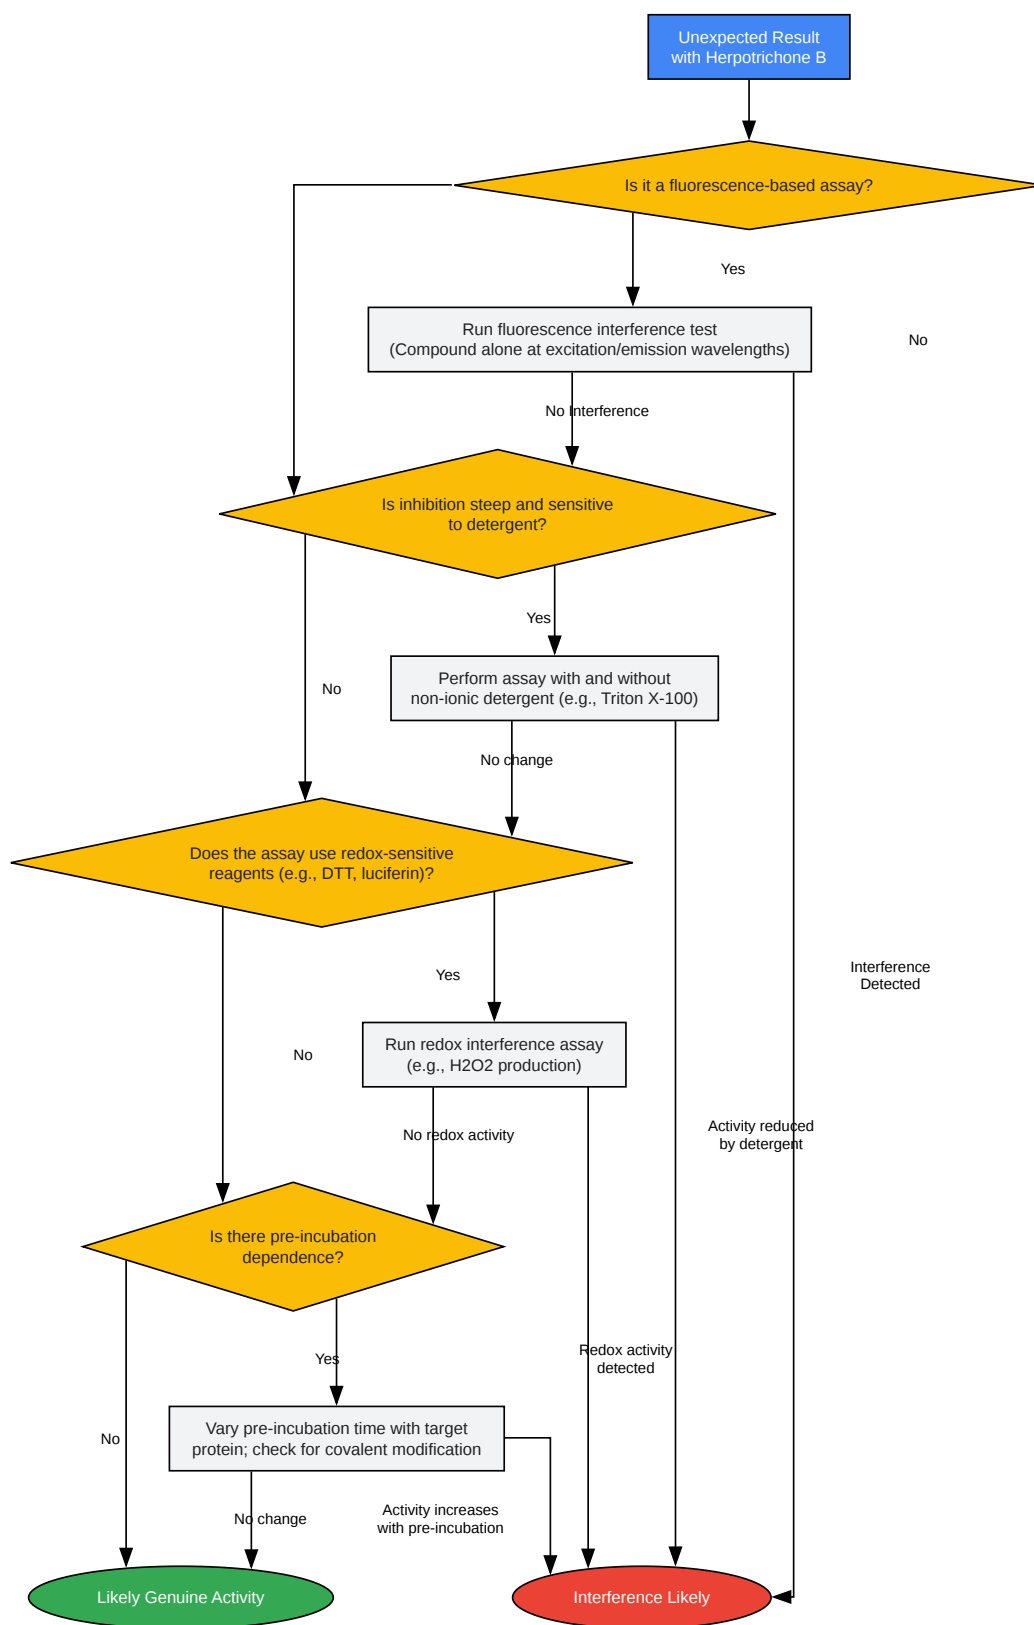 Unexpected Result
with Herpotrichone B
Is it a fluorescence-based assay?
Yes
Run fluorescence interference test
(Compound alone at excitation/emission wavelengths)
No
No Interference
Is inhibition steep and sensitive
to detergent?
Yes
Perform assay with and without
non-ionic detergent (e.g., Triton X-100)
No
No change
Does the assay use redox-sensitive
reagents (e.g., DTT, luciferin)?
Yes
Interference
Detected
Run redox interference assay
(e.g., H2O2 production)
No
No redox activity
Activity reduced
by detergent
Is there pre-incubation
dependence?
Yes
Redox activity
detected
Vary pre-incubation time with target
protein; check for covalent modification
No
No change
Activity increases
with pre-incubation
Likely Genuine Activity
Interference Likely